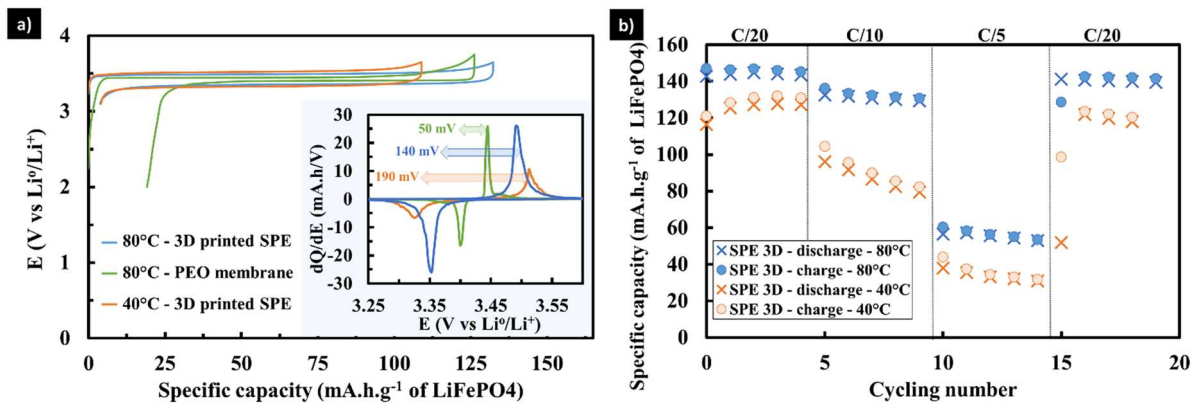 a)
E (V vs Li⁰/Li⁺)
4
3
2
1
0
80°C - 3D printed SPE
80°C - PEO membrane
40°C - 3D printed SPE
0 25 50 75 100 125 150
Specific capacity (mA.h.g⁻¹ of LiFePO4)
dQ/dE (mA.h/V)
30
20
10
0
-10
-20
-30
50 mV
140 mV
190 mV
3.25 3.35 3.45 3.55
E (V vs Li⁰/Li⁺)
b)
C/20 C/10 C/5 C/20
Specific capacity (mA.h.g⁻¹ of LiFePO4)
160
140
120
100
80
60
40
20
0
SPE 3D - discharge - 80°C
SPE 3D - charge - 80°C
SPE 3D - discharge - 40°C
SPE 3D - charge - 40°C
0 5 10 15 20
Cycling number